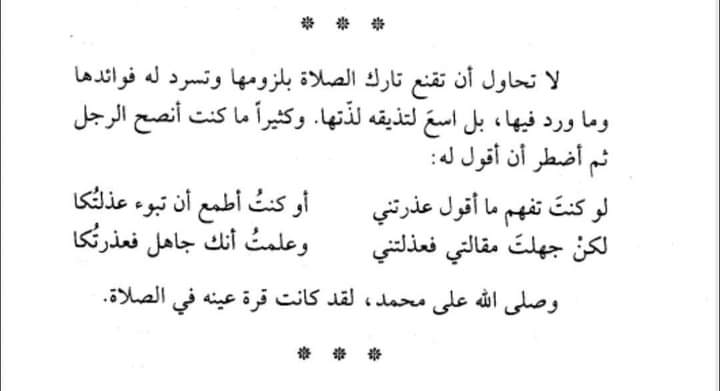 ❊ ❊ ❊
لا تحاول أن تقنع تارك الصلاة بلزومها وتسرد له فوائدها
وما ورد فيها، بل اسعَ لتذيقه لذّتها. وكثيراً ما كنت أنصح الرجل
ثم أضطر أن أقول له:
لو كنتَ تفهم ما أقول عذرتني أو كنتُ أطمع أن تبوء عذلتُكا
لكنْ جهلتَ مقالتي فعذلتني وعلمتُ أنك جاهل فعذرتُكا
وصلى الله على محمد، لقد كانت قرة عينه في الصلاة.
❊ ❊ ❊